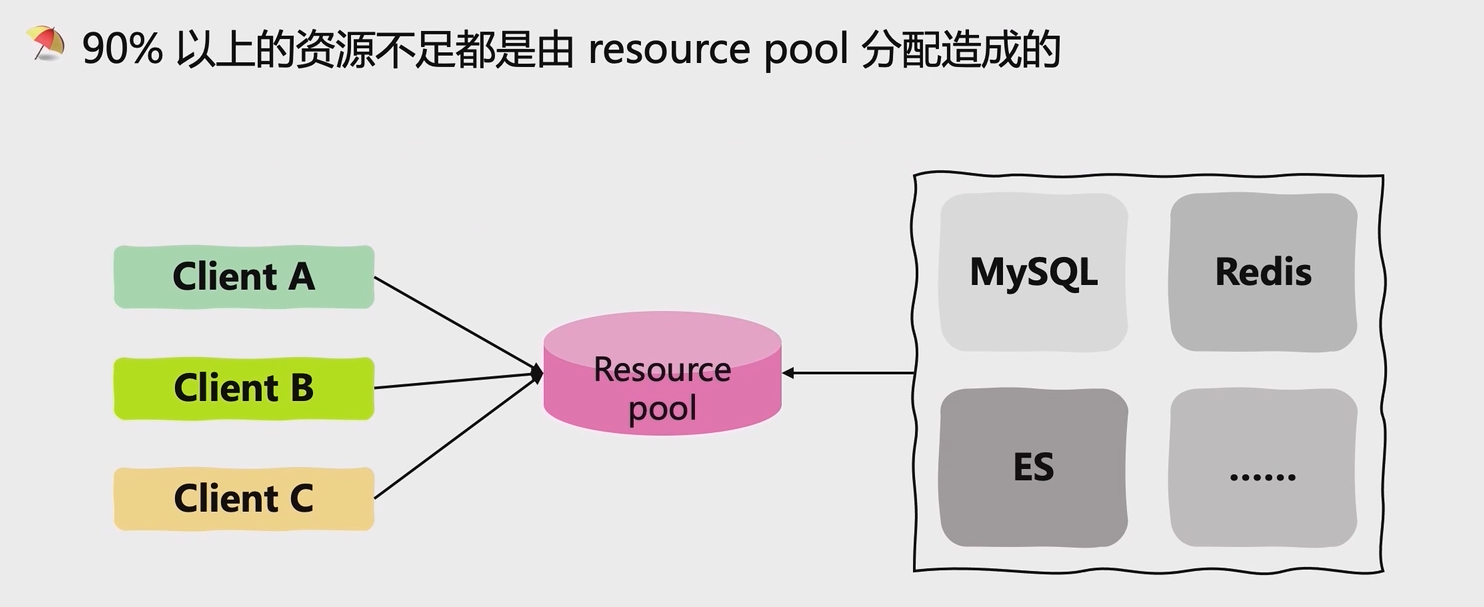 90% 以上的资源不足都是由 resource pool 分配造成的
Client A
Client B
Client C
Resource
pool
MySQL
Redis
ES
……